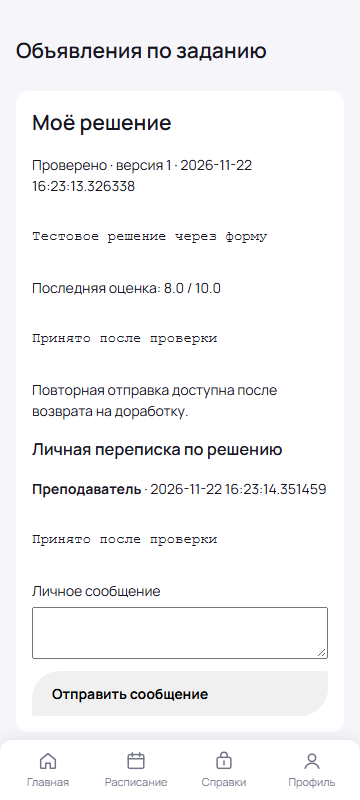 Объявления по заданию
Моё решение
Проверено · версия 1 · 2026-11-22
16:23:13.326338
Тестовое решение через форму
Последняя оценка: 8.0 / 10.0
Принято после проверки
Повторная отправка доступна после
возврата на доработку.
Личная переписка по решению
Преподаватель · 2026-11-22 16:23:14.351459
Принято после проверки
Личное сообщение
Отправить сообщение
Главная
Расписание
Справки
Профиль